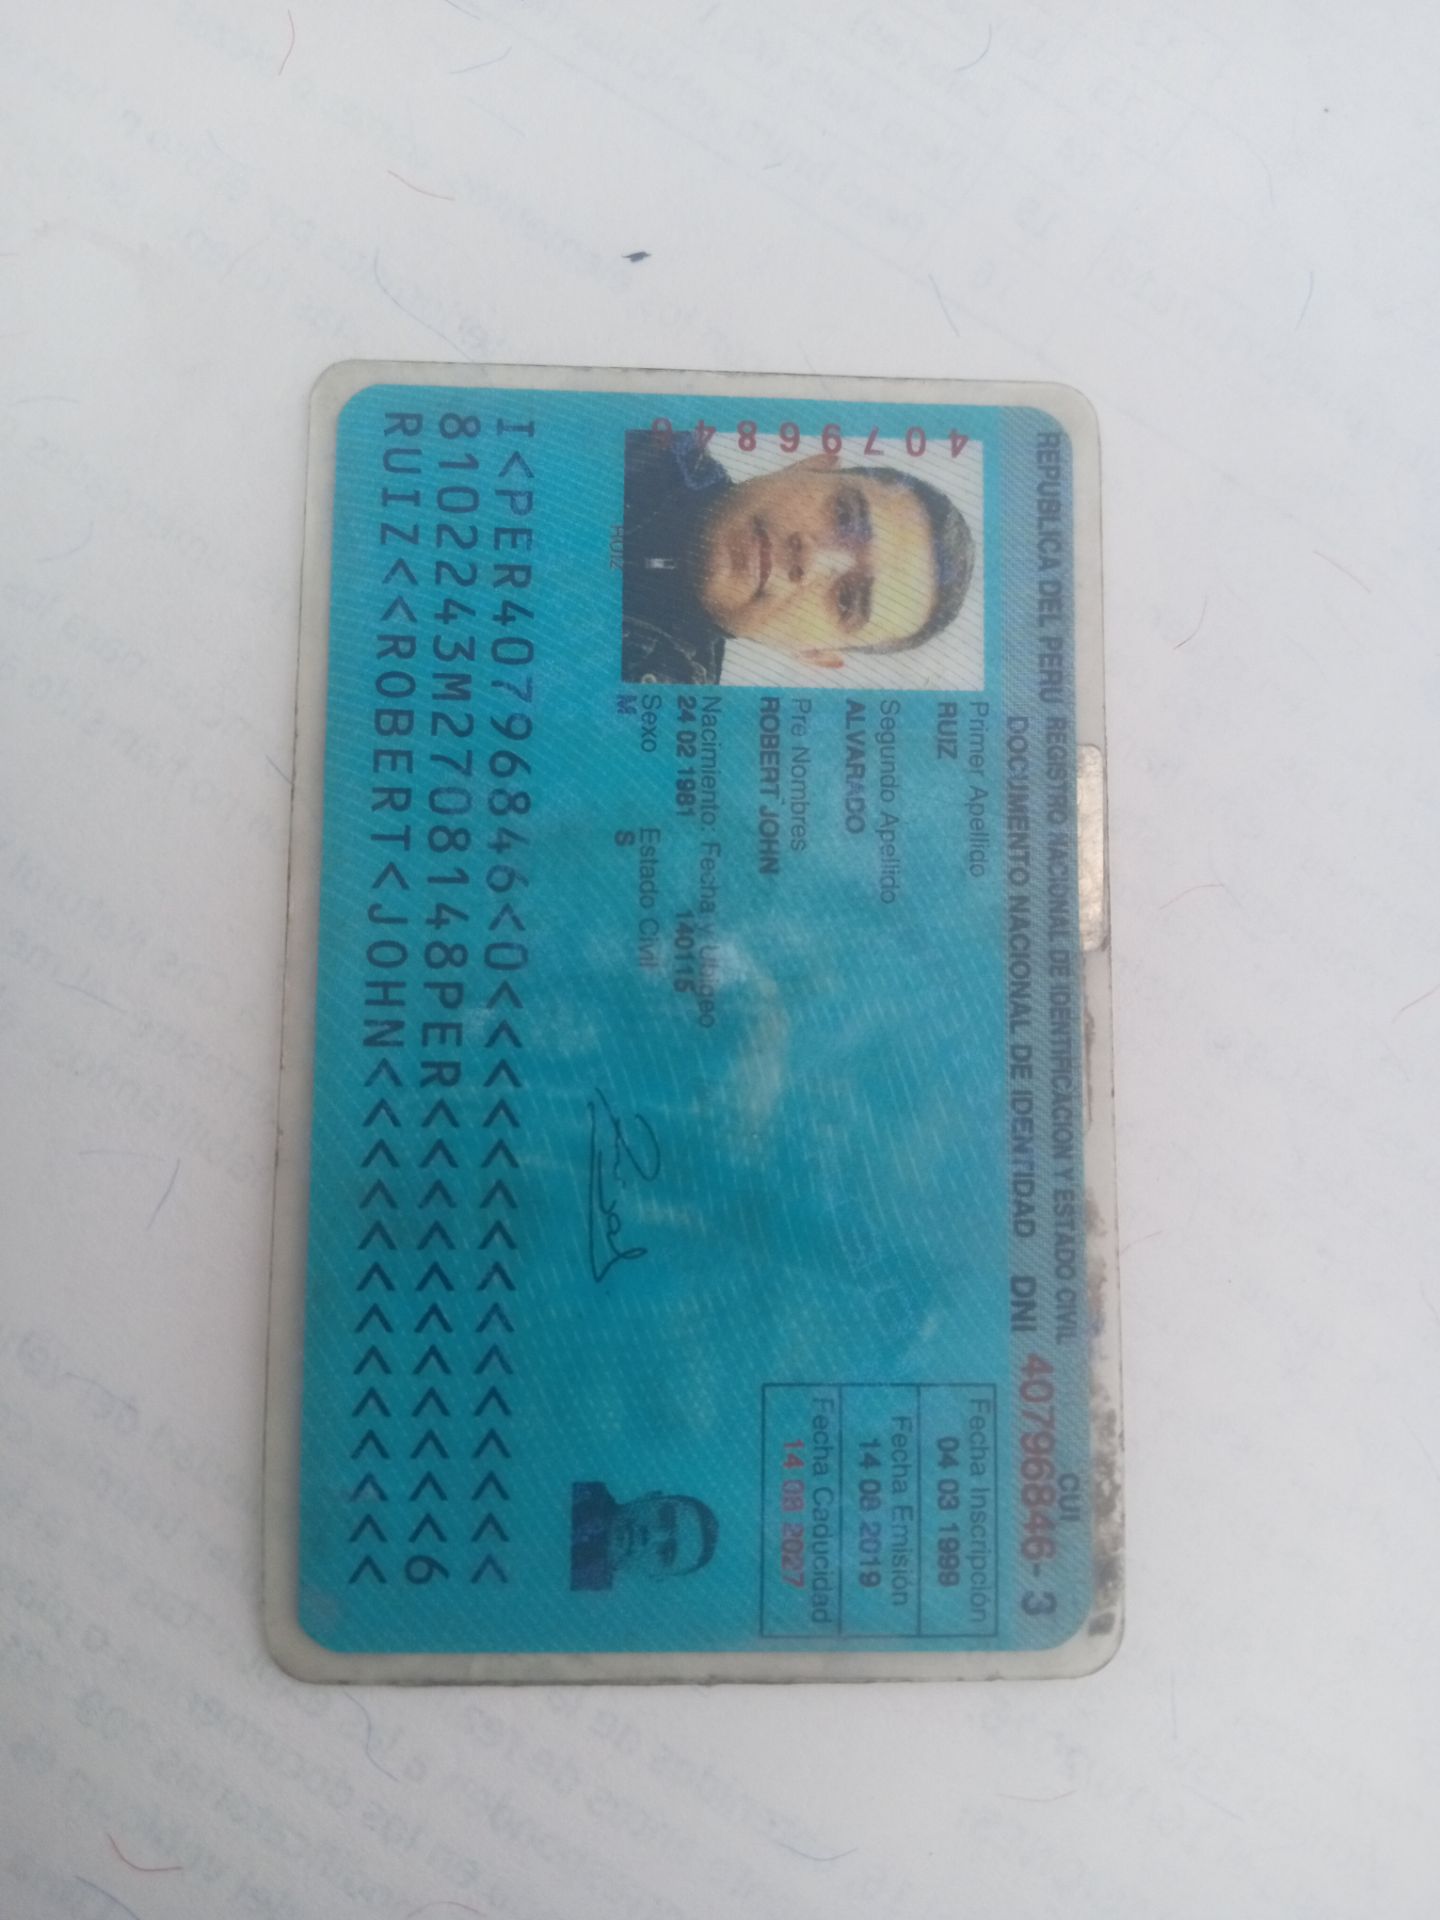 REPUBLICA DEL PERU REGISTRO NACIONAL DE IDENTIFICACION Y ESTADO CIVIL
CUI
DOCUMENTO NACIONAL DE IDENTIDAD DNI 40796846 - 3
40796846
Primer Apellido
RUIZ
Segundo Apellido
ALVARADO
Pre Nombres
ROBERT JOHN
Nacimiento: Fecha y Ubigeo
24 02 1981 140115
Sexo Estado Civil
M S
RUIZ
Fecha Inscripción
04 03 1999
Fecha Emisión
14 08 2019
Fecha Caducidad
14 08 2027
I<PER40796846<0<<<<<<<<<<<<<<<
8102243M2708148PER<<<<<<<<<<<6
RUIZ<<ROBERT<JOHN<<<<<<<<<<<<<